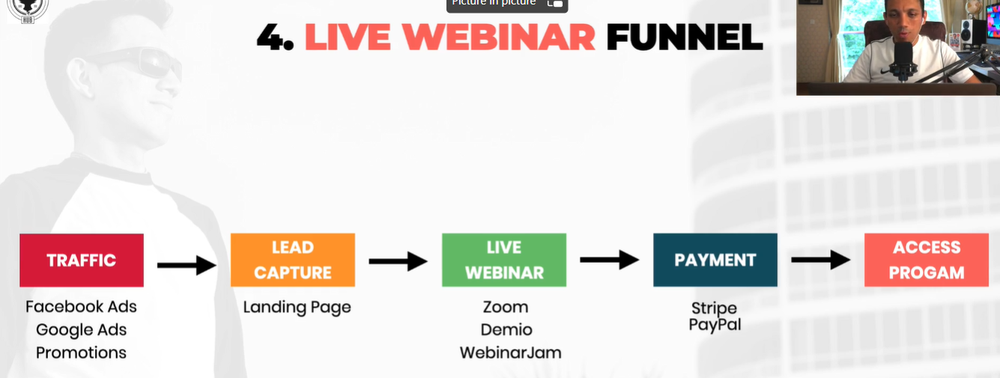 Picture in picture
HUB
4. LIVE WEBINAR FUNNEL
TRAFFIC
Facebook Ads
Google Ads
Promotions
LEAD
CAPTURE
Landing Page
LIVE
WEBINAR
Zoom
Demio
WebinarJam
PAYMENT
Stripe
PayPal
ACCESS
PROGAM